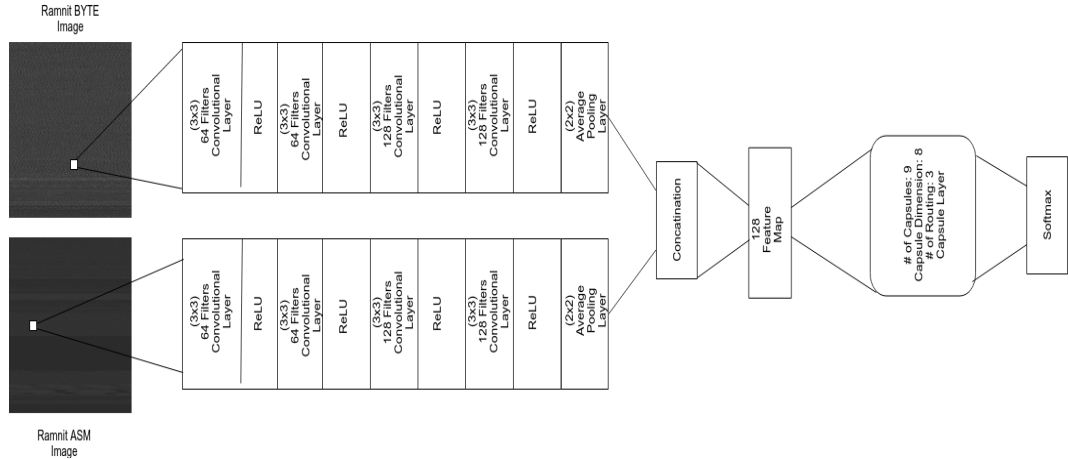 Ramnit BYTE
Image
(3x3)
64 Filters
Convolutional
Layer
ReLU
(3x3)
64 Filters
Convolutional
Layer
ReLU
(3x3)
128 Filters
Convolutional
Layer
ReLU
(3x3)
128 Filters
Convolutional
Layer
ReLU
(2x2)
Average
Pooling
Layer
(3x3)
64 Filters
Convolutional
Layer
ReLU
(3x3)
64 Filters
Convolutional
Layer
ReLU
(3x3)
128 Filters
Convolutional
Layer
ReLU
(3x3)
128 Filters
Convolutional
Layer
ReLU
(2x2)
Average
Pooling
Layer
Ramnit ASM
Image
Concatination
128
Feature
Map
# of Capsules: 9
Capsule Dimension: 8
# of Routing: 3
Capsule Layer
Softmax